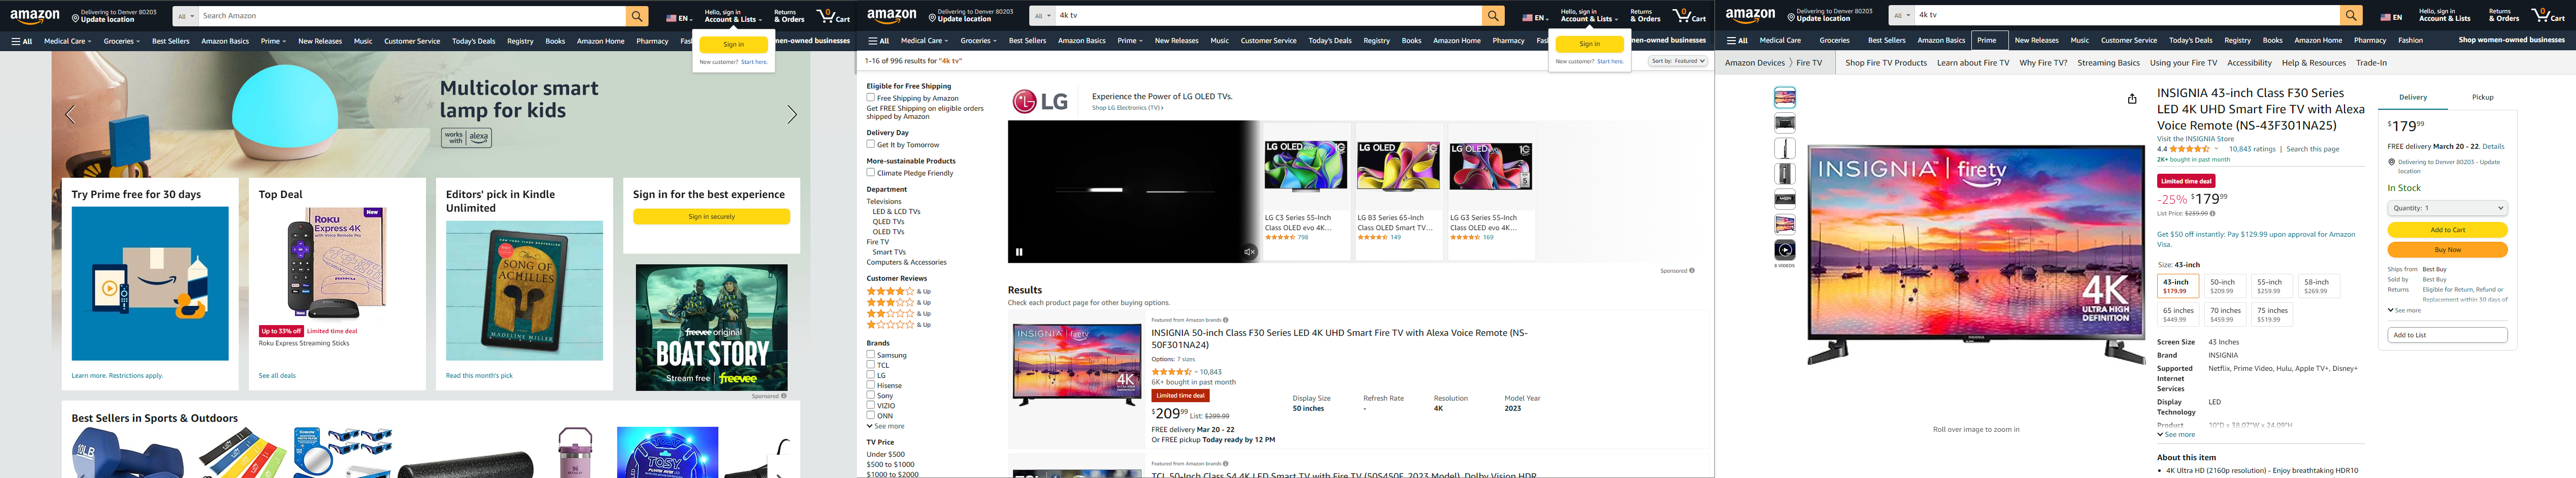 amazon
Delivering to Denver 80203
Update location
All
Search Amazon
EN
Hello, sign in
Account & Lists
Returns
& Orders
0
Cart
All
Medical Care
Groceries
Best Sellers
Amazon Basics
Prime
New Releases
Music
Customer Service
Today's Deals
Registry
Books
Amazon Home
Pharmacy
men-owned businesses
Sign in
New customer? Start here.
Multicolor smart
lamp for kids
works
with
alexa
Try Prime free for 30 days
Learn more. Restrictions apply.
Top Deal
New
Roku
Express 4K
Up to 33% off
Limited time deal
Roku Express Streaming Sticks
See all deals
Editors' pick in Kindle
Unlimited
THE
SONG OF
ACHILLES
MADELINE MILLER
Read this month's pick
Sign in for the best experience
Sign in securely
freevee original
BOAT STORY
Stream free
freevee
Sponsored
Best Sellers in Sports & Outdoors
10LB
TOSY
amazon
Delivering to Denver 80203
Update location
All
4k tv
EN
Hello, sign in
Account & Lists
Returns
& Orders
0
Cart
All
Medical Care
Groceries
Best Sellers
Amazon Basics
Prime
New Releases
Music
Customer Service
Today's Deals
Registry
Books
Amazon Home
Pharmacy
men-owned businesses
Sign in
New customer? Start here.
1-16 of 996 results for "4k tv"
Sort by: Featured
Eligible for Free Shipping
Free Shipping by Amazon
Get FREE Shipping on eligible orders
shipped by Amazon
Delivery Day
Get It by Tomorrow
More-sustainable Products
Climate Pledge Friendly
Department
Televisions
LED & LCD TVs
QLED TVs
OLED TVs
Fire TV
Smart TVs
Computers & Accessories
Customer Reviews
& Up
& Up
& Up
& Up
Brands
Samsung
TCL
LG
Hisense
Sony
VIZIO
ONN
See more
TV Price
Under $500
$500 to $1000
$1000 to $2000
LG
Experience the Power of LG OLED TVs.
Shop LG Electronics (TV)
LG OLED evo
LG C3 Series 55-Inch
Class OLED evo 4K...
798
LG OLED
LG B3 Series 65-Inch
Class OLED Smart TV...
149
LG OLED evo
LG G3 Series 55-Inch
Class OLED evo 4K...
169
Sponsored
Results
Check each product page for other buying options.
INSIGNIA
firetv
4K
Featured from Amazon brands
INSIGNIA 50-inch Class F30 Series LED 4K UHD Smart Fire TV with Alexa Voice Remote (NS-
50F301NA24)
Options: 7 sizes
10,843
6K+ bought in past month
Limited time deal
$209.99 List: $299.99
FREE delivery Mar 20 - 22
Or FREE pickup Today ready by 12 PM
Display Size
50 inches
Refresh Rate
-
Resolution
4K
Model Year
2023
Featured from Amazon brands
TCL 50-Inch Class S4 4K LED Smart TV with Fire TV (50S450F, 2023 Model), Dolby Vision HDR
amazon
Delivering to Denver 80203
Update location
All
4k tv
EN
Hello, sign in
Account & Lists
Returns
& Orders
0
Cart
All
Medical Care
Groceries
Best Sellers
Amazon Basics
Prime
New Releases
Music
Customer Service
Today's Deals
Registry
Books
Amazon Home
Pharmacy
Fashion
Shop women-owned businesses
Amazon Devices
Fire TV
Shop Fire TV Products
Learn about Fire TV
Why Fire TV?
Streaming Basics
Using your Fire TV
Accessibility
Help & Resources
Trade-In
6 VIDEOS
INSIGNIA
firetv
4K
ULTRA HIGH
DEFINITION
Roll over image to zoom in
INSIGNIA 43-inch Class F30 Series
LED 4K UHD Smart Fire TV with Alexa
Voice Remote (NS-43F301NA25)
Visit the INSIGNIA Store
4.4
10,843 ratings | Search this page
2K+ bought in past month
Limited time deal
-25% $179.99
List Price: $239.99
Get $50 off instantly: Pay $129.99 upon approval for Amazon
Visa.
Size: 43-inch
43-inch
$179.99
50-inch
$209.99
55-inch
$259.99
58-inch
$269.99
65 inches
$449.99
70 inches
$459.99
75 inches
$519.99
Screen Size
43 Inches
Brand
INSIGNIA
Supported
Internet
Services
Netflix, Prime Video, Hulu, Apple TV+, Disney+
Display
Technology
LED
Product
10"D x 38.07"W x 24.09"H
See more
About this item
4K Ultra HD (2160p resolution) - Enjoy breathtaking HDR10
Delivery
Pickup
$179.99
FREE delivery March 20 - 22. Details
Delivering to Denver 80203 - Update
location
In Stock
Quantity: 1
Add to Cart
Buy Now
Ships from
Best Buy
Sold by
Best Buy
Returns
Eligible for Return, Refund or
Replacement within 30 days of
See more
Add to List